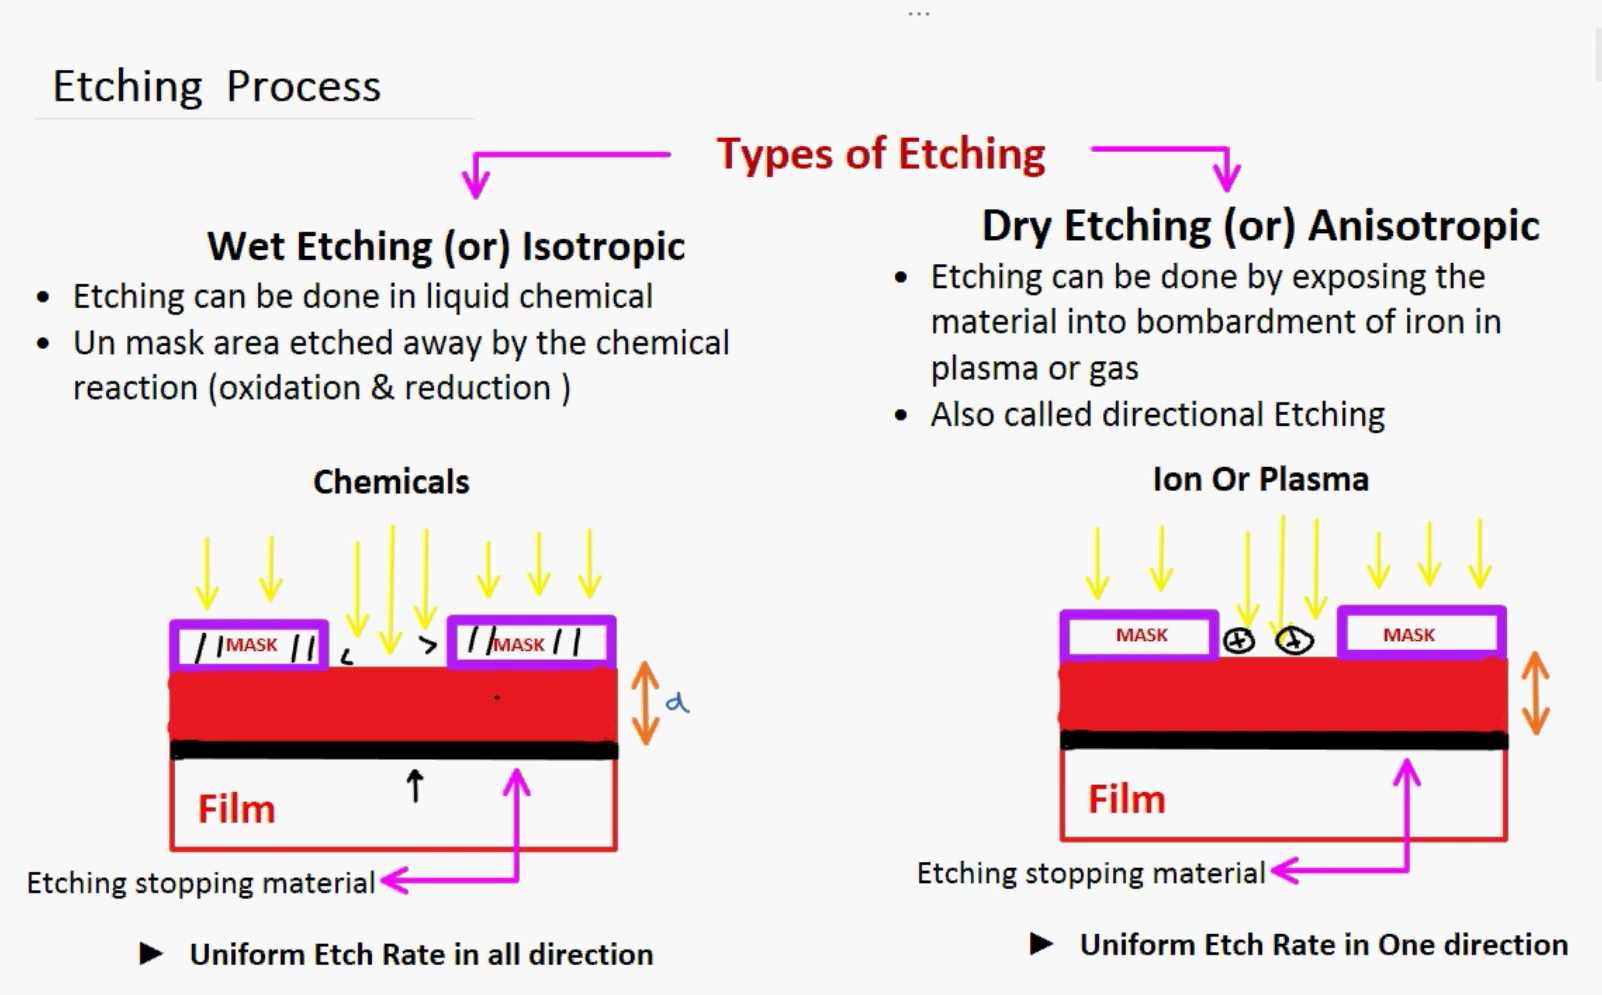 Etching Process
Types of Etching
Wet Etching (or) Isotropic
• Etching can be done in liquid chemical
• Un mask area etched away by the chemical
reaction (oxidation & reduction )
Chemicals
MASK
MASK
d
Film
Etching stopping material
► Uniform Etch Rate in all direction
Dry Etching (or) Anisotropic
• Etching can be done by exposing the
material into bombardment of iron in
plasma or gas
• Also called directional Etching
Ion Or Plasma
MASK
+ +
MASK
Film
Etching stopping material
► Uniform Etch Rate in One direction